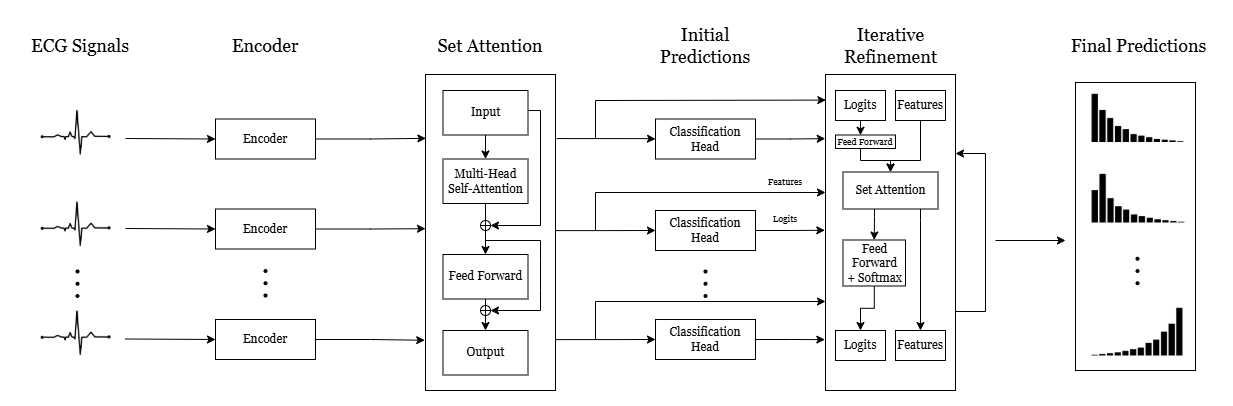 ECG Signals
Encoder
Set Attention
Initial
Predictions
Iterative
Refinement
Final Predictions
Encoder
Encoder
Encoder
Input
Multi-Head
Self-Attention
Feed Forward
Output
Classification
Head
Features
Logits
Classification
Head
Classification
Head
Logits
Features
Feed Forward
Set Attention
Feed
Forward
+ Softmax
Logits
Features